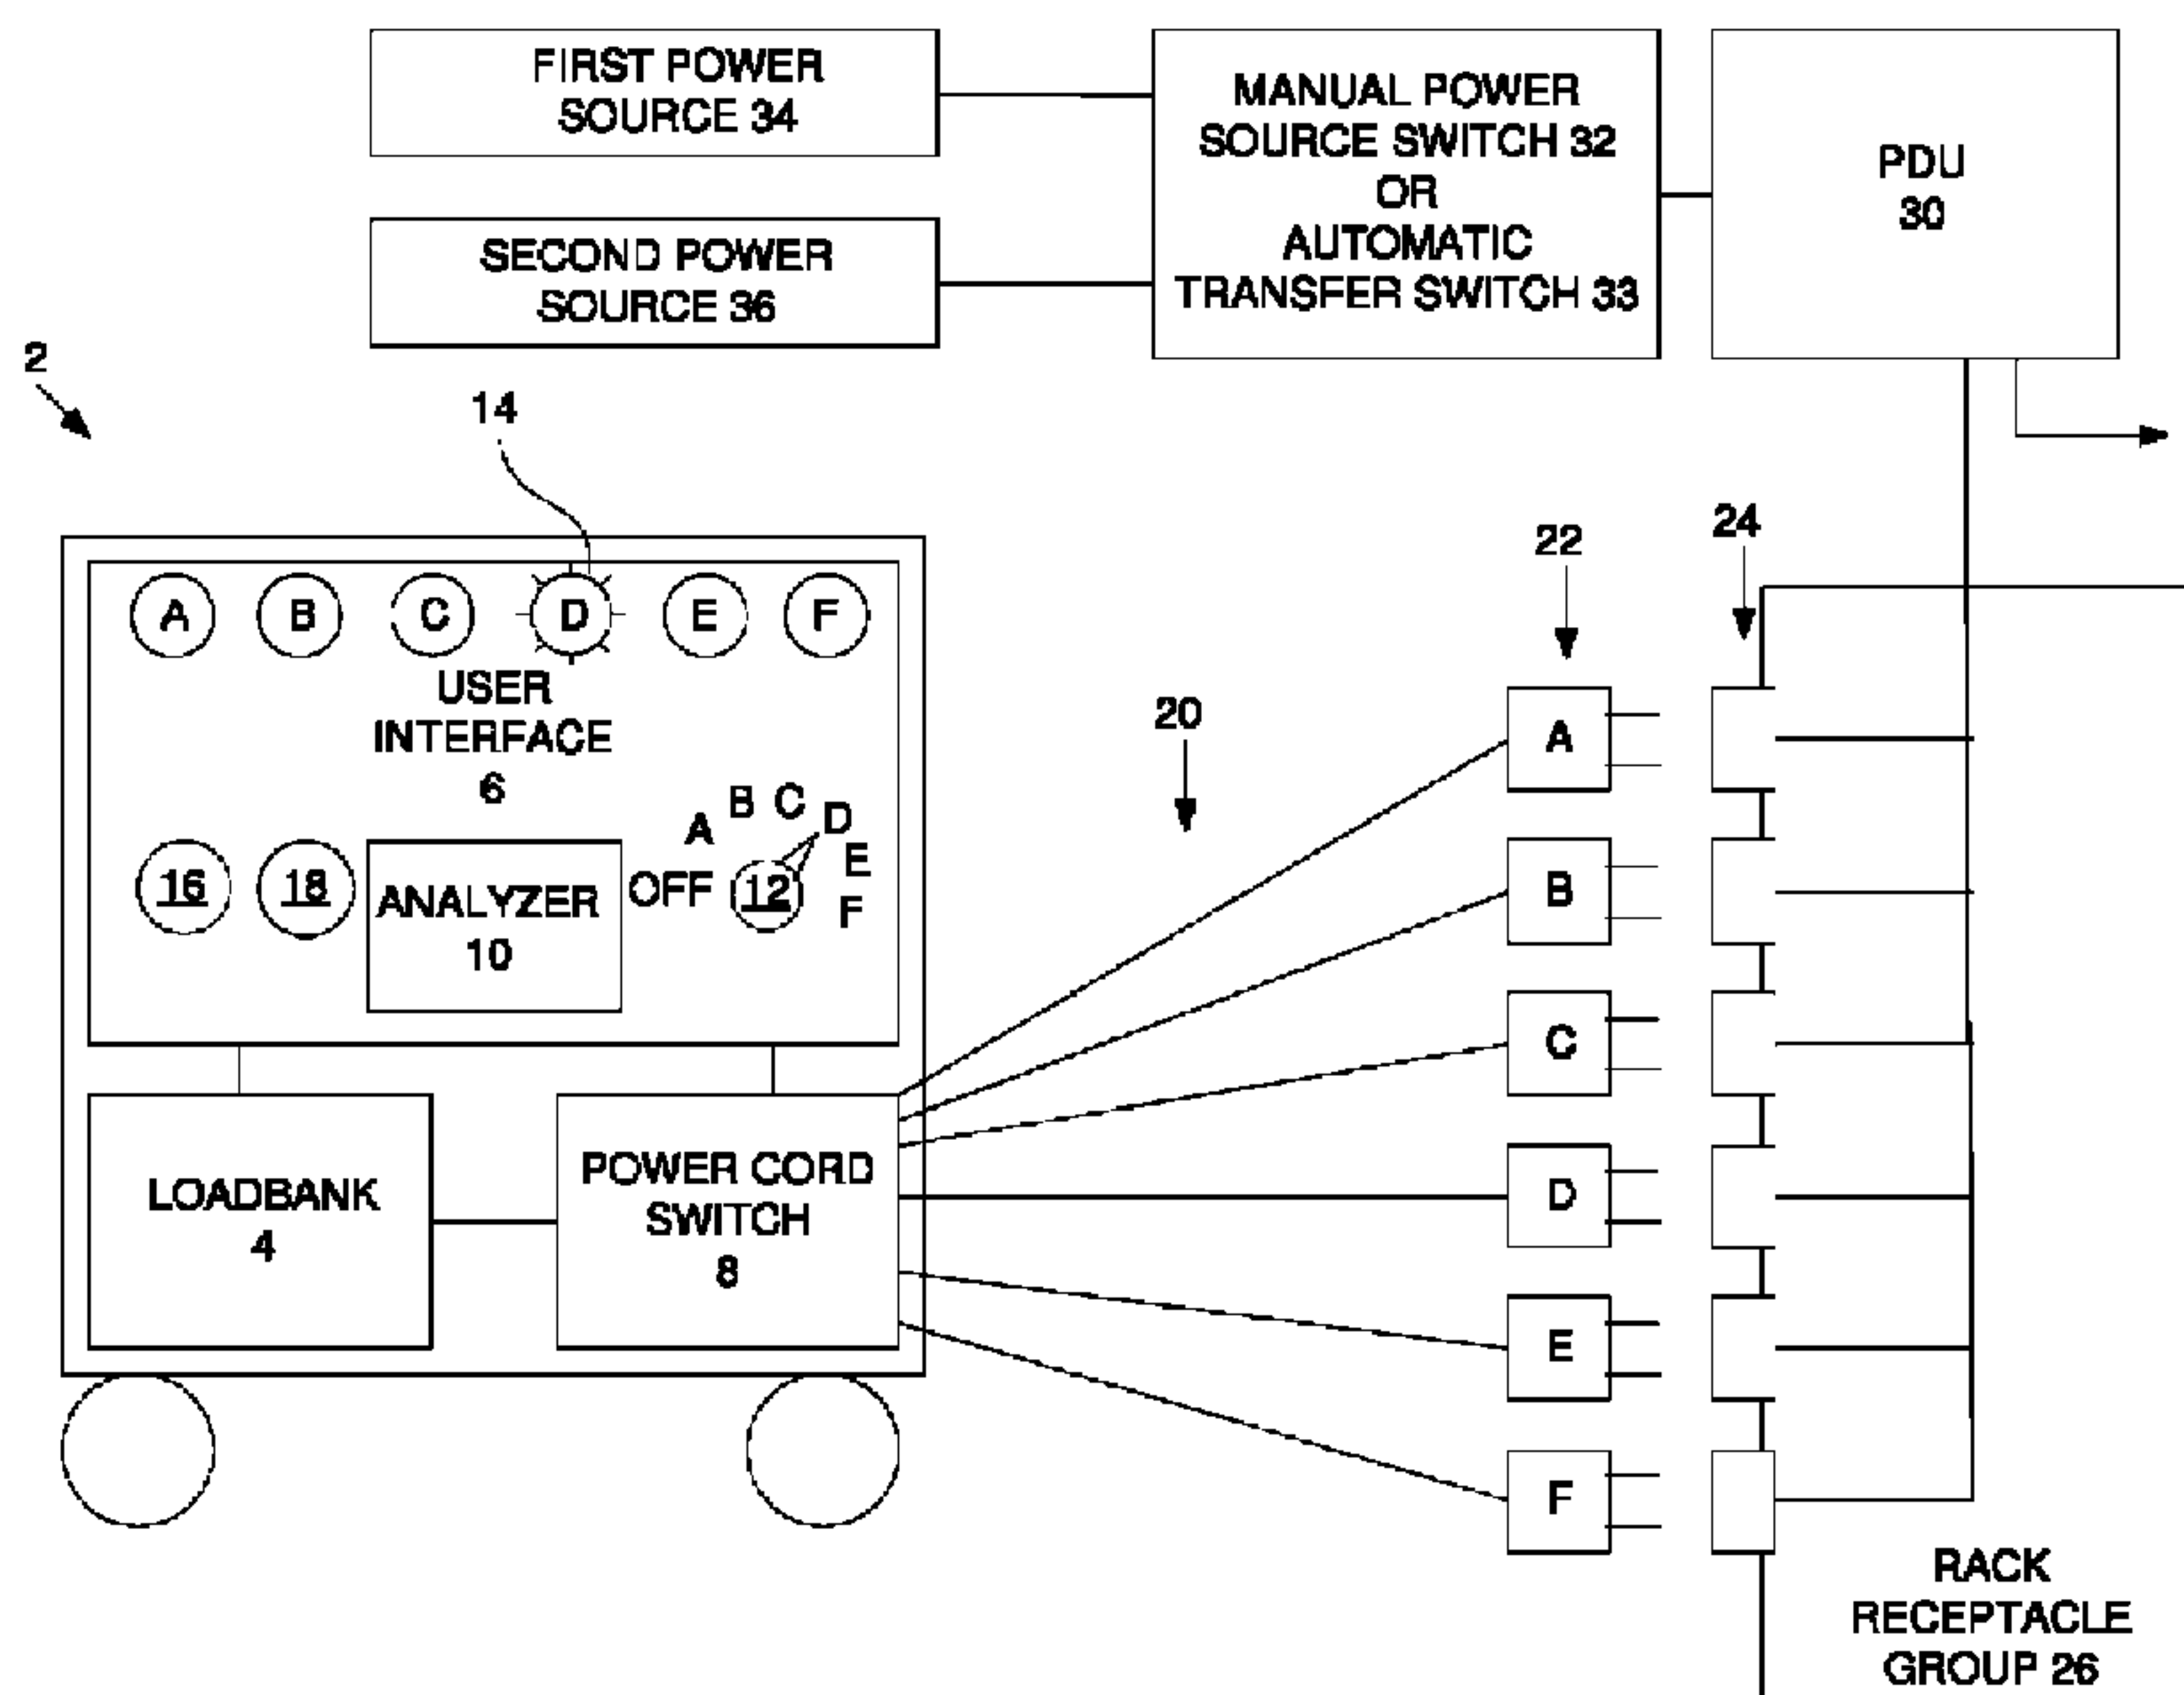 FIRST POWER
SOURCE 34
MANUAL POWER
SOURCE SWITCH 32
OR
AUTOMATIC
TRANSFER SWITCH 33
PDU
30
SECOND POWER
SOURCE 36
2
14
22
24
A B C D E F
USER
INTERFACE
6
20
A B C D E F
OFF
16
18
12
ANALYZER
10
A
B
C
D
E
F
LOADBANK
4
POWER CORD
SWITCH
8
RACK
RECEPTACLE
GROUP 26